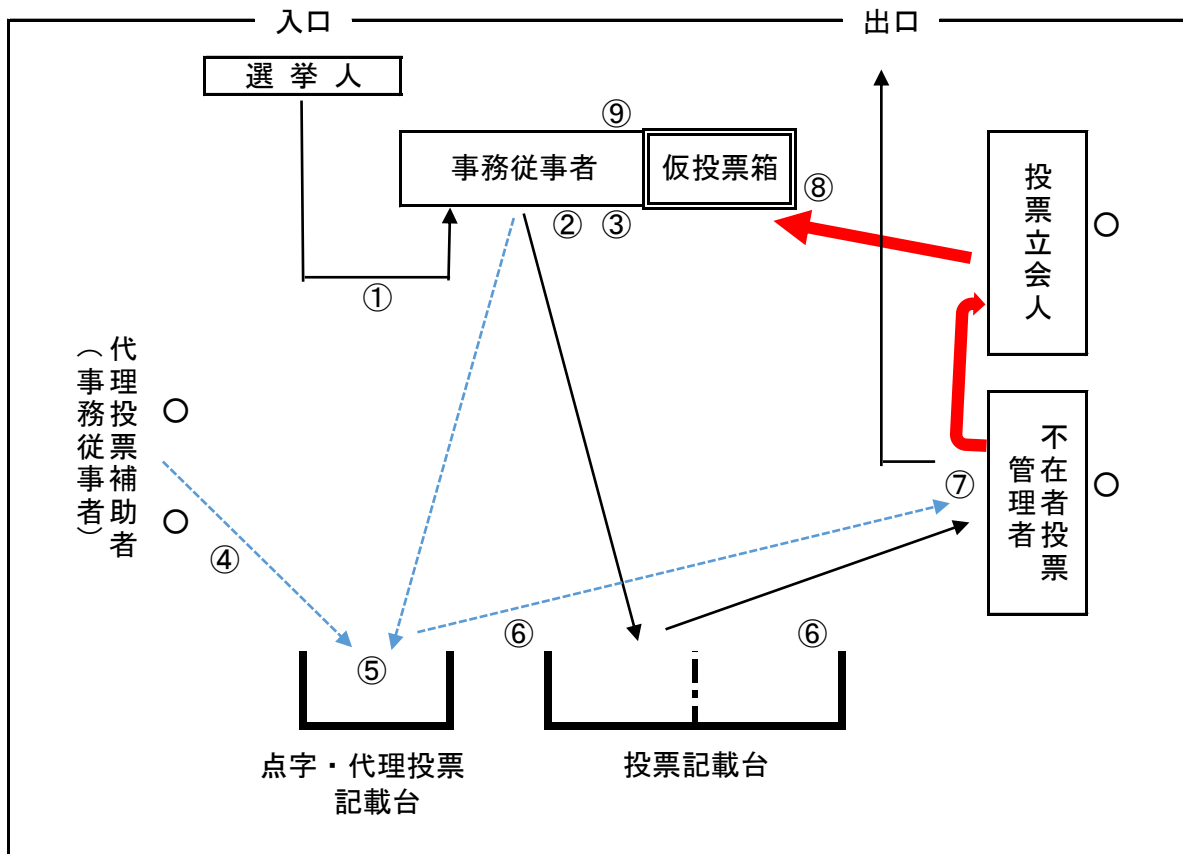 入口
出口
選挙人
⑨
事務従事者
仮投票箱
⑧
② ③
①
投票立会人
代理投票補助者
（事務従事者）
④
不在者投票
管理者
⑦
⑥
⑥
⑤
点字・代理投票
記載台
投票記載台